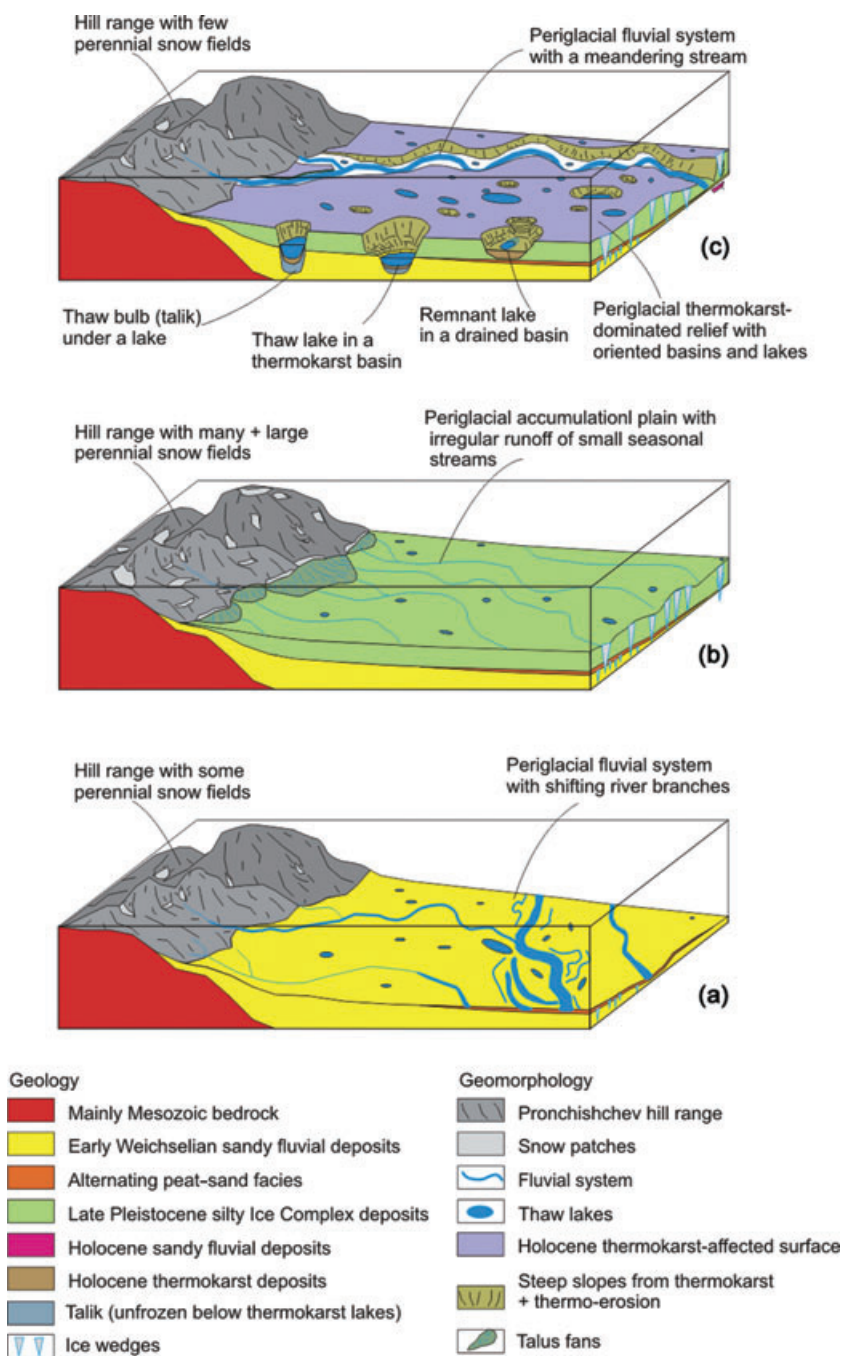 Hill range with few
perennial snow fields
Periglacial fluvial system
with a meandering stream
(c)
Thaw bulb (talik)
under a lake
Thaw lake in a
thermokarst basin
Remnant lake
in a drained basin
Periglacial thermokarst-
dominated relief with
oriented basins and lakes
Hill range with many + large
perennial snow fields
Periglacial accumulationl plain with
irregular runoff of small seasonal
streams
(b)
Hill range with some
perennial snow fields
Periglacial fluvial system
with shifting river branches
(a)
Geology
Mainly Mesozoic bedrock
Early Weichselian sandy fluvial deposits
Alternating peat–sand facies
Late Pleistocene silty Ice Complex deposits
Holocene sandy fluvial deposits
Holocene thermokarst deposits
Talik (unfrozen below thermokarst lakes)
Ice wedges
Geomorphology
Pronchishchev hill range
Snow patches
Fluvial system
Thaw lakes
Holocene thermokarst-affected surface
Steep slopes from thermokarst
+ thermo-erosion
Talus fans